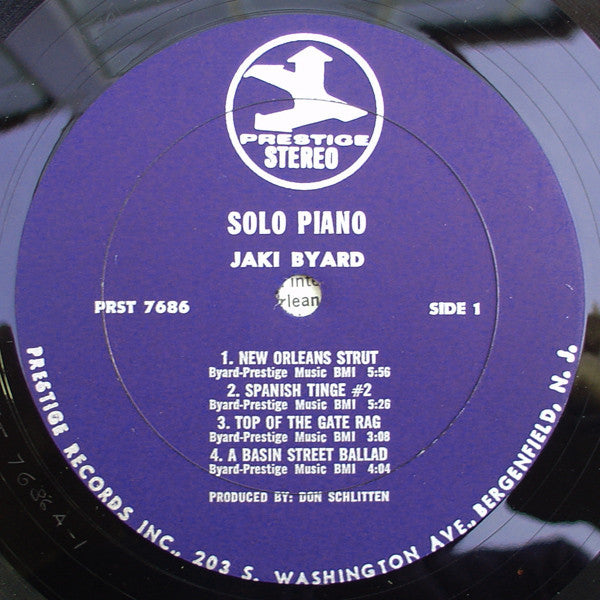 PRESTIGE
STEREO
SOLO PIANO
JAKI BYARD
PRST 7686
SIDE 1
1. NEW ORLEANS STRUT
Byard-Prestige Music BMI 5:56
2. SPANISH TINGE #2
Byard-Prestige Music BMI 5:26
3. TOP OF THE GATE RAG
Byard-Prestige Music BMI 3:08
4. A BASIN STREET BALLAD
Byard-Prestige Music BMI 4:04
PRODUCED BY: DON SCHLITTEN
PRESTIGE RECORDS INC., 203 S. WASHINGTON AVE., BERGENFIELD, N. J.
7686 A-1